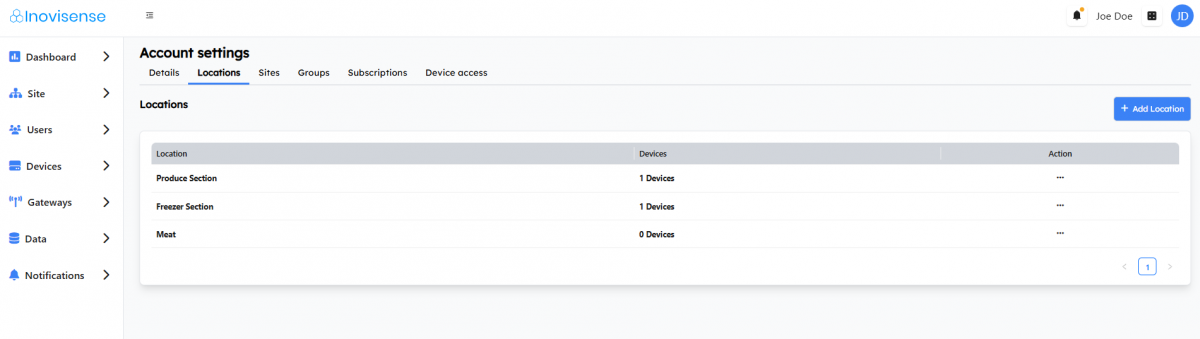 Inovisense
Joe Doe
JD
Dashboard
Site
Users
Devices
Gateways
Data
Notifications
Account settings
Details Locations Sites Groups Subscriptions Device access
Locations
+ Add Location
Location Devices Action
Produce Section 1 Devices ...
Freezer Section 1 Devices ...
Meat 0 Devices ...
< 1 >